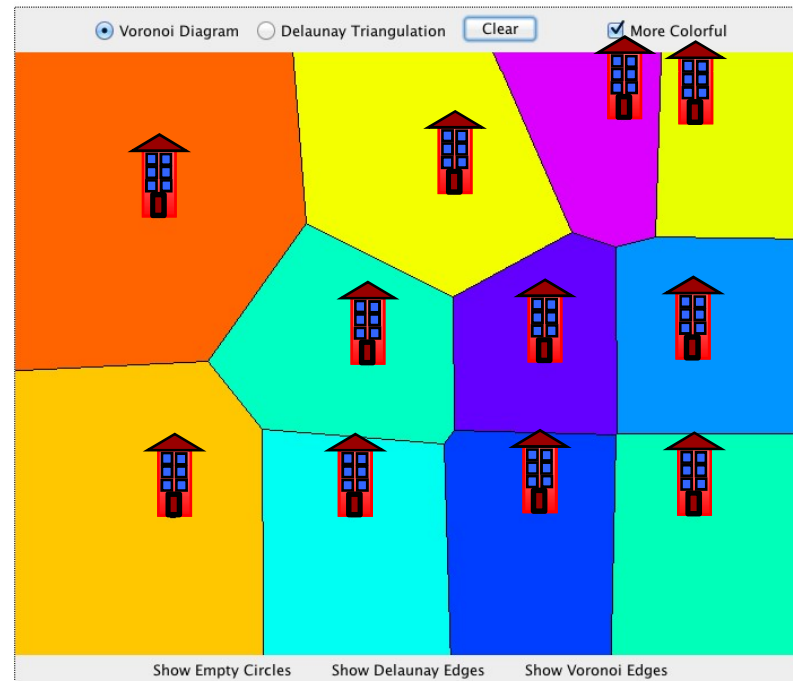 Voronoi Diagram Delaunay Triangulation Clear More Colorful
Show Empty Circles Show Delaunay Edges Show Voronoi Edges